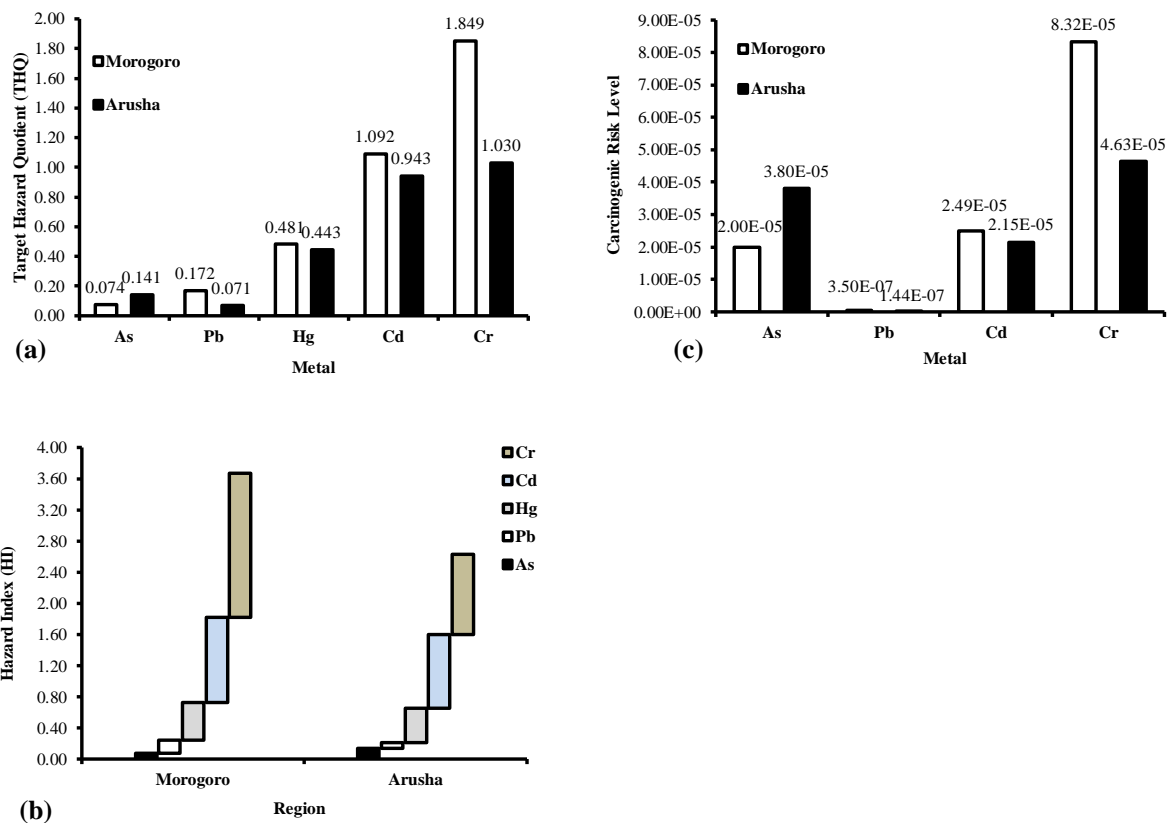 2.00
1.80
1.60
1.40
1.20
1.00
0.80
0.60
0.40
0.20
0.00
Target Hazard Quotient (THQ)
Morogoro
Arusha
0.074
0.141
0.172
0.071
0.481
0.443
1.092
0.943
1.849
1.030
As Pb Hg Cd Cr
Metal
(a)
9.00E-05
8.00E-05
7.00E-05
6.00E-05
5.00E-05
4.00E-05
3.00E-05
2.00E-05
1.00E-05
0.00E+00
Carcinogenic Risk Level
Morogoro
Arusha
2.00E-05
3.80E-05
3.50E-07
1.44E-07
2.49E-05
2.15E-05
8.32E-05
4.63E-05
As Pb Cd Cr
Metal
(c)
4.00
3.60
3.20
2.80
2.40
2.00
1.60
1.20
0.80
0.40
0.00
Hazard Index (HI)
Cr
Cd
Hg
Pb
As
Morogoro Arusha
Region
(b)